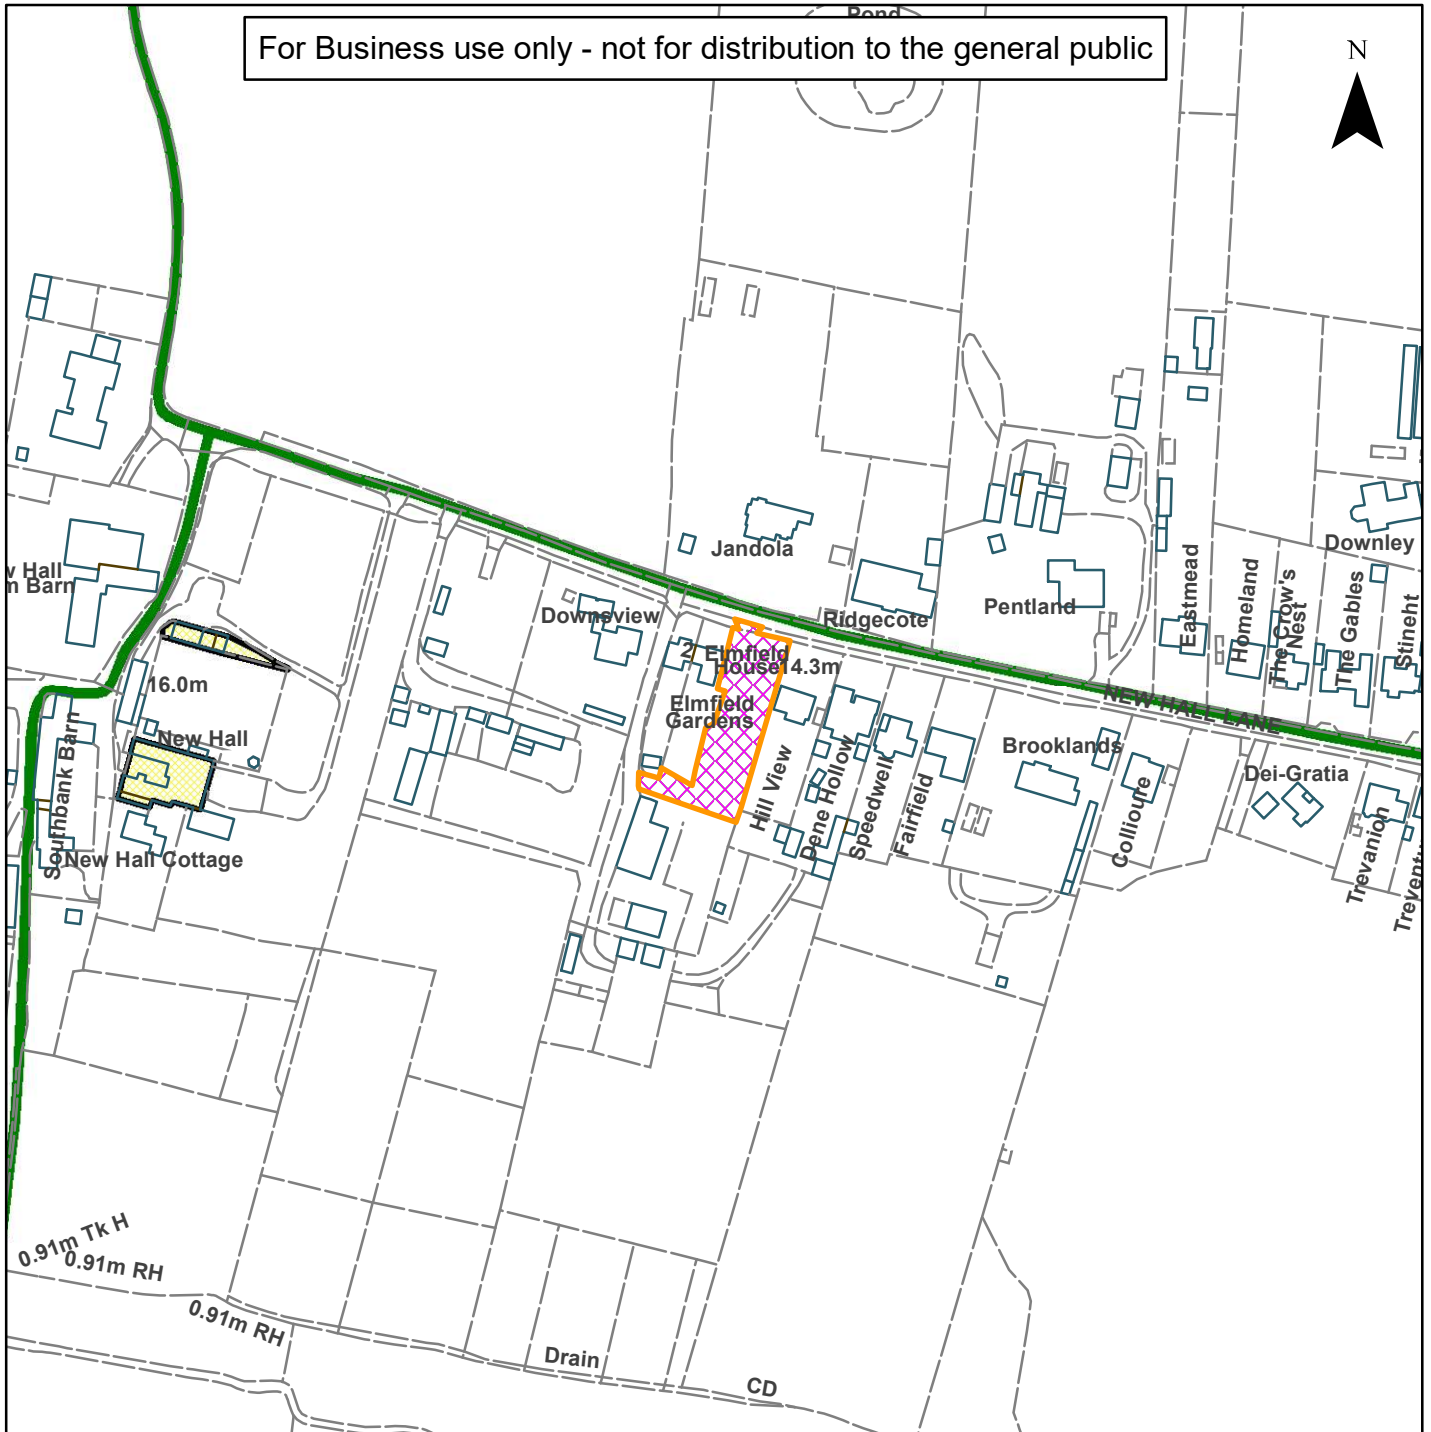 Pond
For Business use only - not for distribution to the general public
N
Jandola
Downley
w Hall
m Barn
Downsview
Ridgecote
Pentland
Eastmead
Homeland
The Crow's
Nest
The Gables
Stineht
2
Elmfield
House
14.3m
16.0m
Elmfield
Gardens
NEW HALL LANE
New Hall
Southbank Barn
Hill View
Dene Hollow
Speedwell
Fairfield
Brooklands
Collioure
Dei-Gratia
Trevanion
Treventu
New Hall Cottage
0.91m Tk H
0.91m RH
0.91m RH
Drain
CD